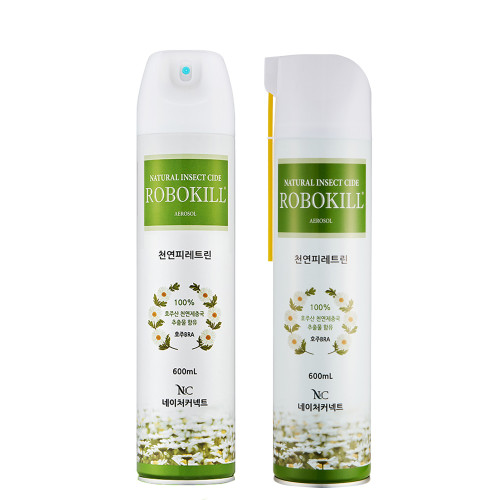 NATURAL INSECT CIDE
ROBOKILL®
AEROSOL
천연피레트린
100%
호주산 천연제충국
추출물 함유
호주BRA
600mL
NC
네이처커넥트
NATURAL INSECT CIDE
ROBOKILL®
AEROSOL
천연피레트린
100%
호주산 천연제충국
추출물 함유
호주BRA
600mL
NC
네이처커넥트